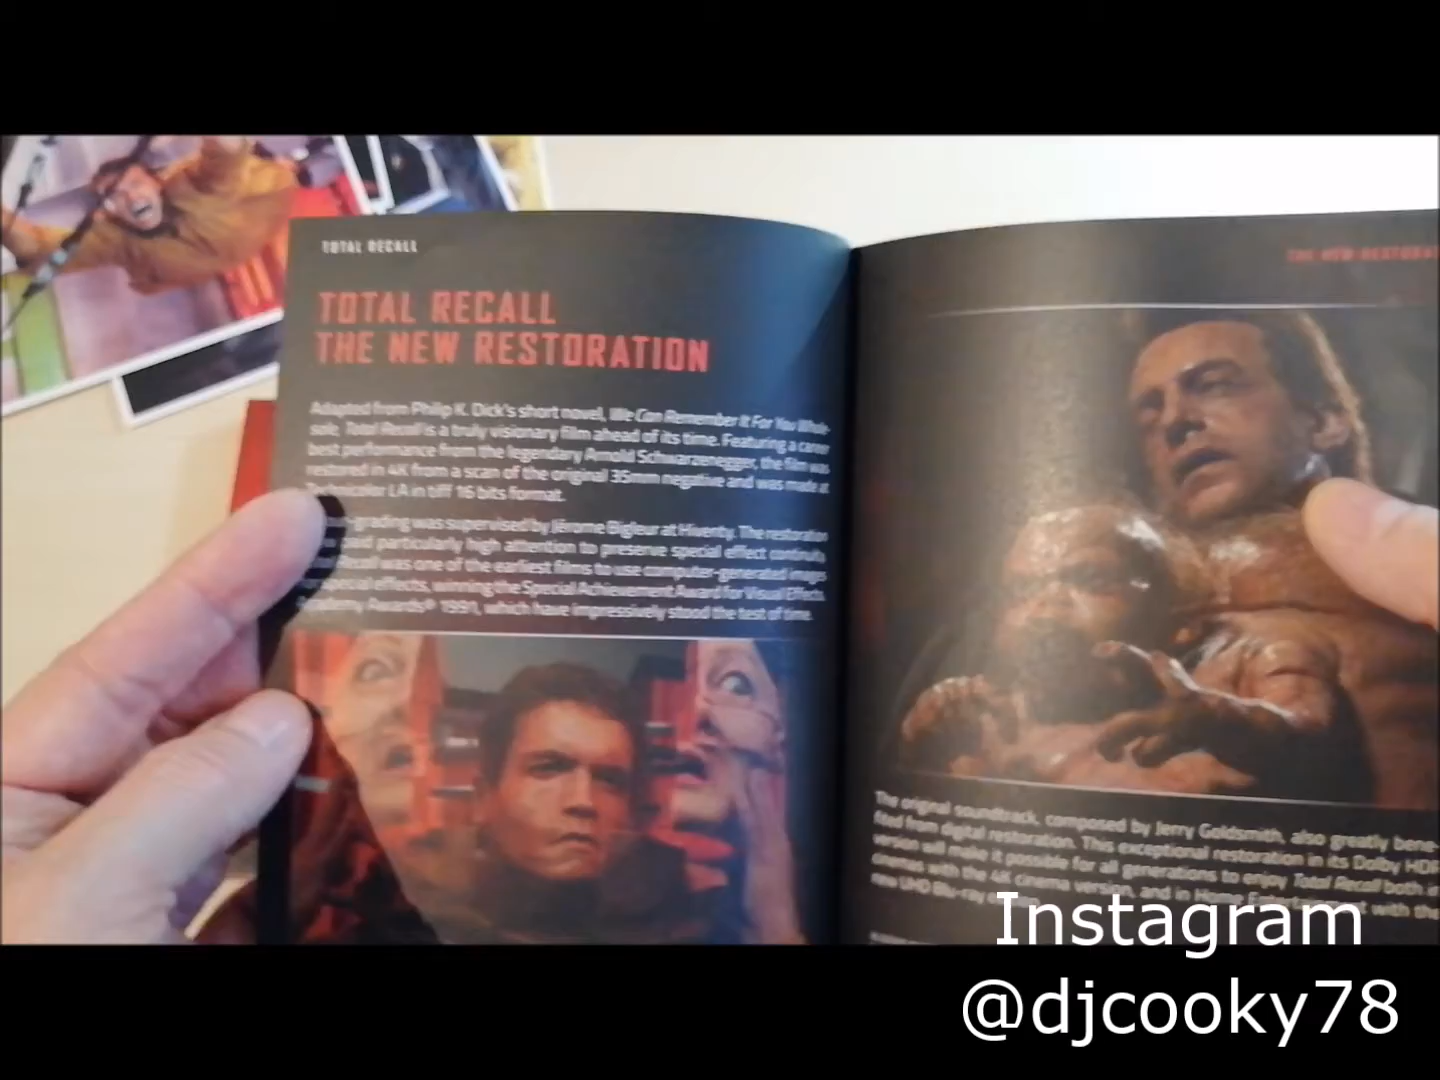 TOTAL RECALL
TOTAL RECALL
THE NEW RESTORATION
Adapted from Philip K. Dick's short novel, We Can Remember It For You Whole-
sale, Total Recall is a truly visionary film ahead of its time. Featuring a career
best performance from the legendary Arnold Schwarzenegger, the film was
restored in 4K from a scan of the original 35mm negative and was made at
Technicolor LA in tiff 16 bits format.
-grading was supervised by Jérome Bigleur at Hiventy. The restoration
paid particularly high attention to preserve special effect continuity.
was one of the earliest films to use computer-generated images
special effects, winning the Special Achievement Award for Visual Effects
Academy Awards® 1991, which have impressively stood the test of time.
THE NEW RESTORA
The original soundtrack, composed by Jerry Goldsmith, also greatly bene-
fited from digital restoration. This exceptional restoration in its Dolby HDR
version will make it possible for all generations to enjoy Total Recall both in
cinemas with the 4K cinema version, and in Home Entertainment with the
new UHD Blu-ray
Instagram
@djcooky78